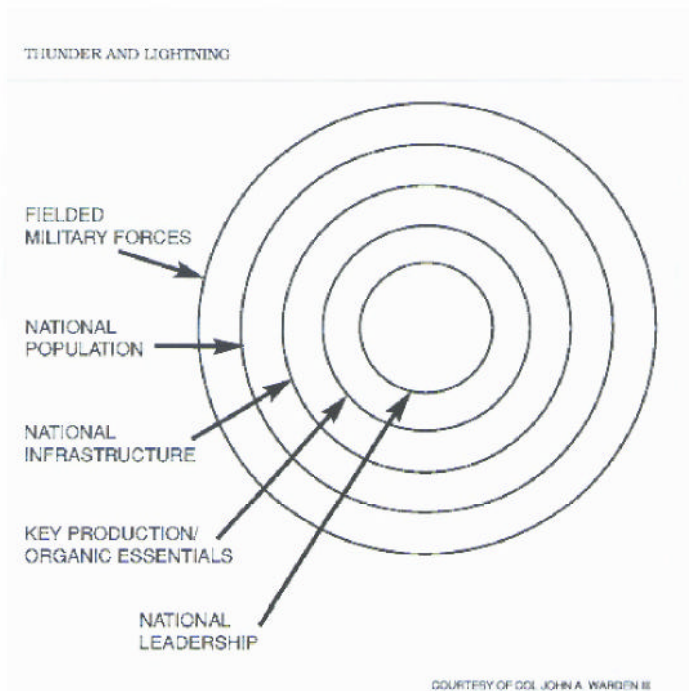 THUNDER AND LIGHTNING
FIELDED
MILITARY FORCES
NATIONAL
POPULATION
NATIONAL
INFRASTRUCTURE
KEY PRODUCTION/
ORGANIC ESSENTIALS
NATIONAL
LEADERSHIP
COURTESY OF COL JOHN A. WARDEN III